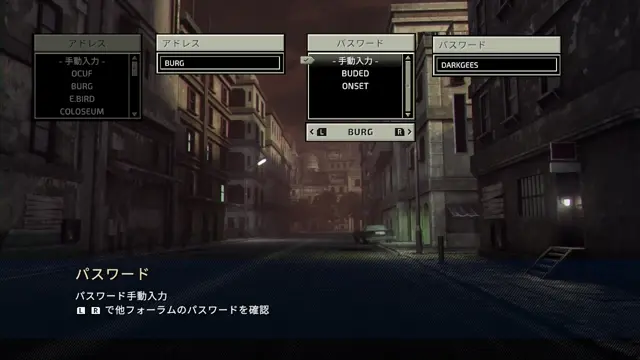 アドレス
- 手動入力 -
OCUF
BURG
E.BIRD
COLOSEUM
アドレス
BURG
パスワード
- 手動入力 -
BUDED
ONSET
L BURG R
パスワード
DARKGEES
パスワード
パスワード手動入力
L R で他フォーラムのパスワードを確認